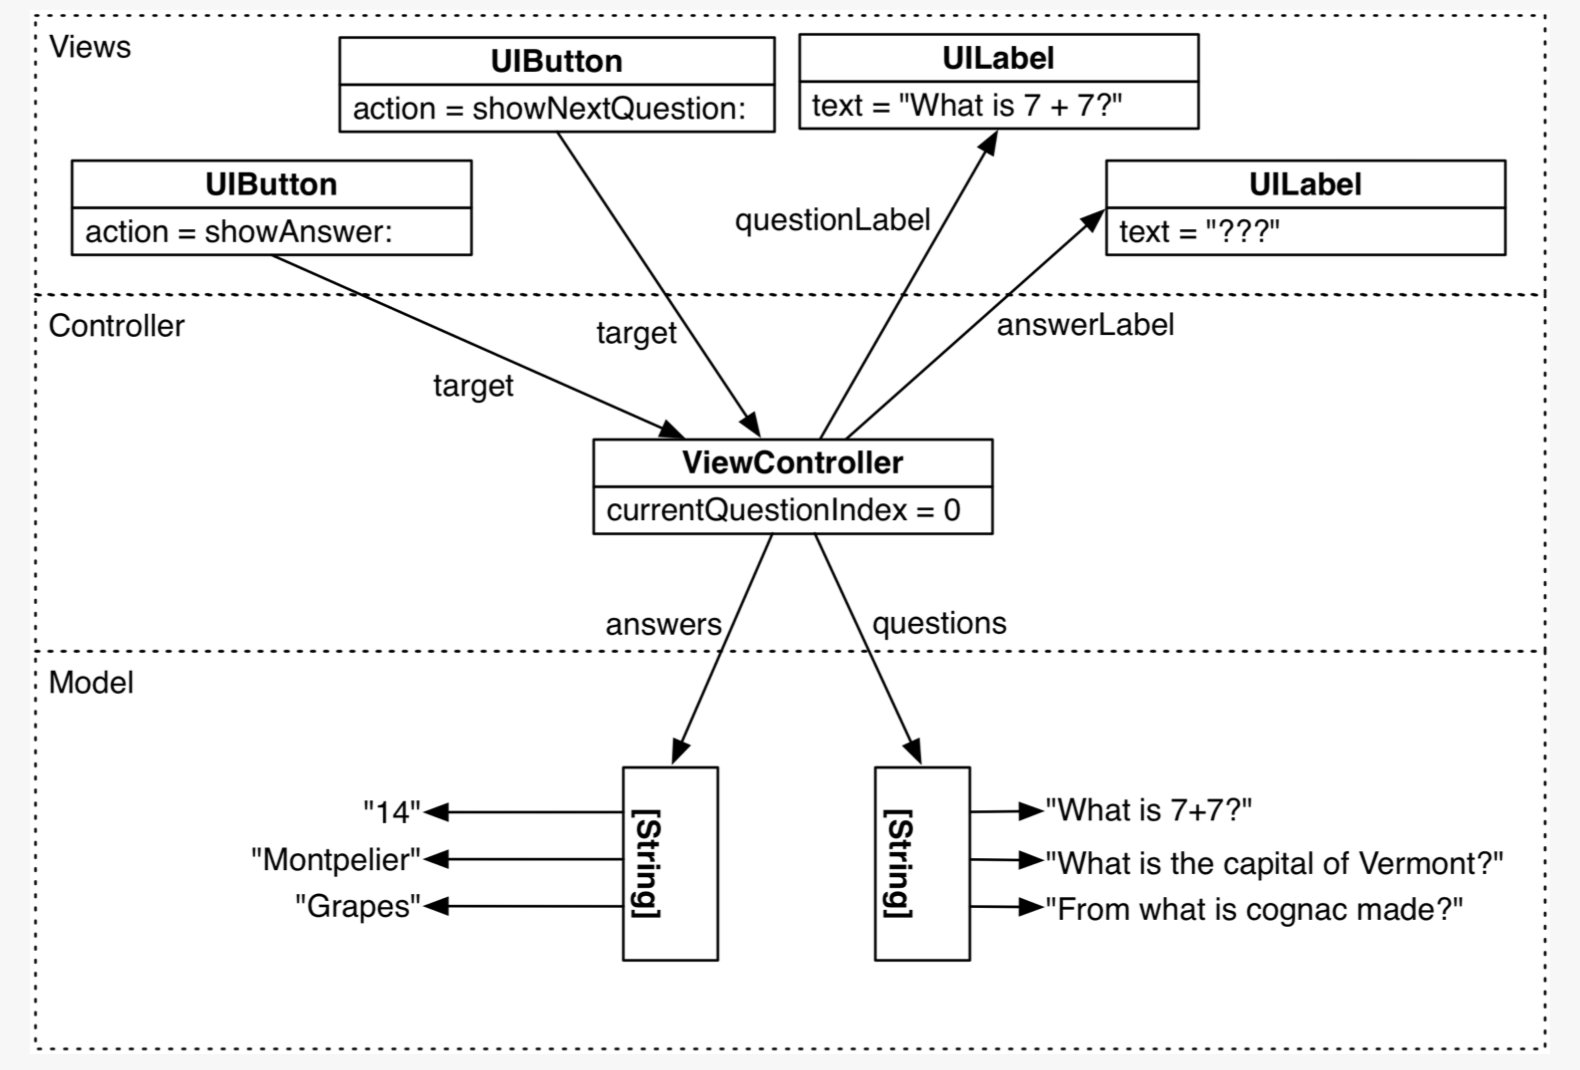 Views
UIButton
action = showNextQuestion:
UILabel
text = "What is 7 + 7?"
UIButton
action = showAnswer:
UILabel
text = "???"
questionLabel
Controller
target
answerLabel
target
ViewController
currentQuestionIndex = 0
answers
questions
Model
[String]
"14"
"Montpelier"
"Grapes"
[String]
"What is 7+7?"
"What is the capital of Vermont?"
"From what is cognac made?"